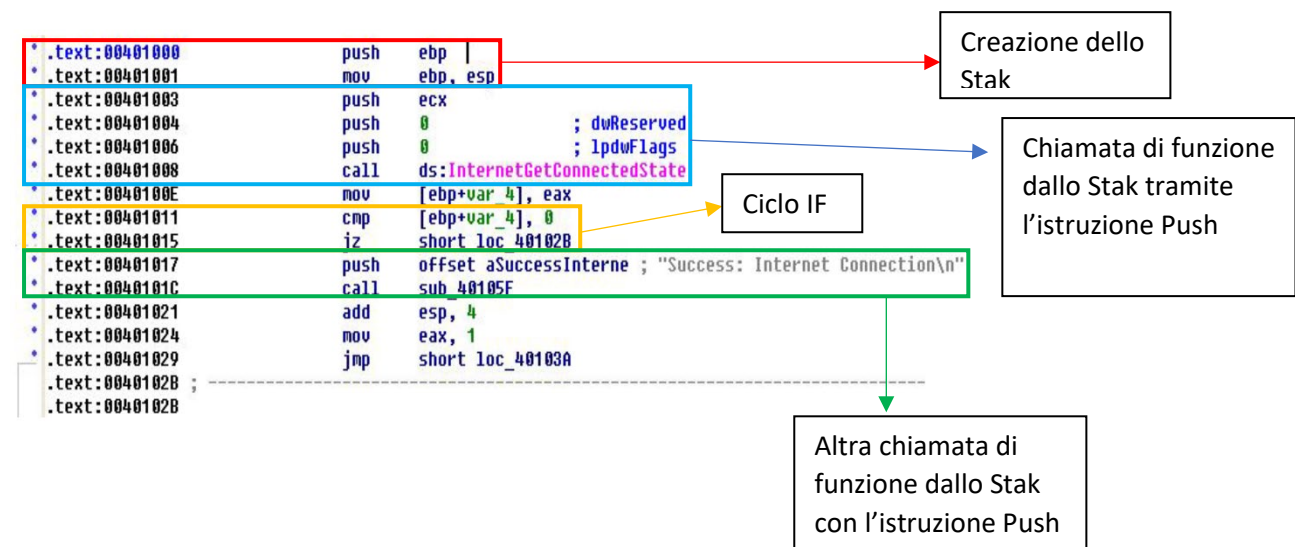 .text:00401000 push ebp
.text:00401001 mov ebp, esp
.text:00401003 push ecx
.text:00401004 push 0 ; dwReserved
.text:00401006 push 0 ; lpdwFlags
.text:00401008 call ds:InternetGetConnectedState
.text:0040100E mov [ebp+var_4], eax
.text:00401011 cmp [ebp+var_4], 0
.text:00401015 jz short loc_40102B
.text:00401017 push offset aSuccessInterne ; "Success: Internet Connection\n"
.text:0040101C call sub_40105F
.text:00401021 add esp, 4
.text:00401024 mov eax, 1
.text:00401029 jmp short loc_40103A
.text:0040102B ; ---------------------------------------------------------------------------
.text:0040102B
Creazione dello
Stak
Chiamata di funzione
dallo Stak tramite
l’istruzione Push
Ciclo IF
Altra chiamata di
funzione dallo Stak
con l’istruzione Push